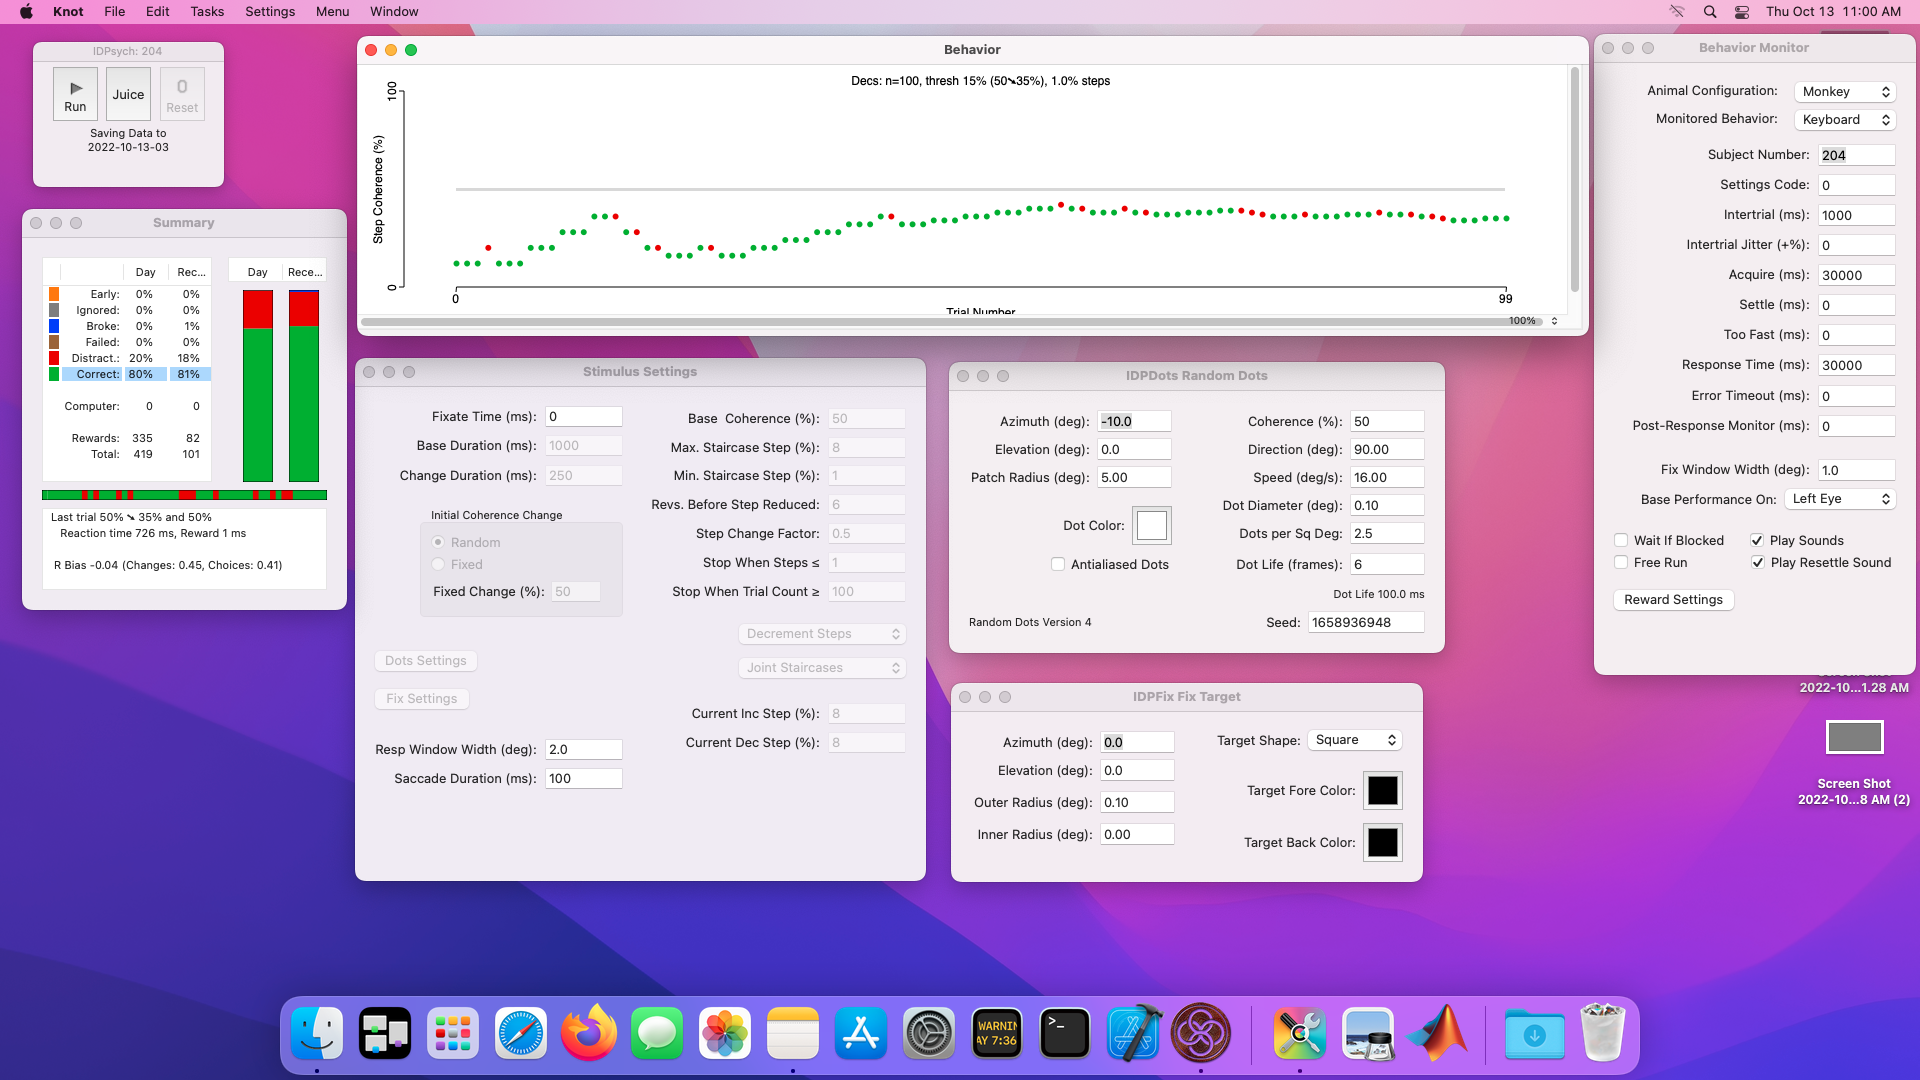 Knot File Edit Tasks Settings Menu Window
Thu Oct 13 11:00 AM
IDPsych: 204
Run
Juice
0
Reset
Saving Data to
2022-10-13-03
Summary
Day Rec...
Early: 0% 0%
Ignored: 0% 0%
Broke: 0% 1%
Failed: 0% 0%
Distract.: 20% 18%
Correct: 80% 81%
Computer: 0 0
Rewards: 335 82
Total: 419 101
Day Rece...
Last trial 50% ➘ 35% and 50%
Reaction time 726 ms, Reward 1 ms
R Bias -0.04 (Changes: 0.45, Choices: 0.41)
Behavior
Decs: n=100, thresh 15% (50➘35%), 1.0% steps
100
Step Coherence (%)
0
0
99
Trial Number
100%
Stimulus Settings
Fixate Time (ms): 0
Base Duration (ms): 1000
Change Duration (ms): 250
Initial Coherence Change
Random
Fixed
Fixed Change (%): 50
Dots Settings
Fix Settings
Resp Window Width (deg): 2.0
Saccade Duration (ms): 100
Base Coherence (%): 50
Max. Staircase Step (%): 8
Min. Staircase Step (%): 1
Revs. Before Step Reduced: 6
Step Change Factor: 0.5
Stop When Steps ≤ 1
Stop When Trial Count ≥ 100
Decrement Steps
Joint Staircases
Current Inc Step (%): 8
Current Dec Step (%): 8
IDPDots Random Dots
Azimuth (deg): -10.0
Elevation (deg): 0.0
Patch Radius (deg): 5.00
Dot Color:
Antialiased Dots
Random Dots Version 4
Coherence (%): 50
Direction (deg): 90.00
Speed (deg/s): 16.00
Dot Diameter (deg): 0.10
Dots per Sq Deg: 2.5
Dot Life (frames): 6
Dot Life 100.0 ms
Seed: 1658936948
IDPFix Fix Target
Azimuth (deg): 0.0
Elevation (deg): 0.0
Outer Radius (deg): 0.10
Inner Radius (deg): 0.00
Target Shape: Square
Target Fore Color:
Target Back Color:
Behavior Monitor
Animal Configuration: Monkey
Monitored Behavior: Keyboard
Subject Number: 204
Settings Code: 0
Intertrial (ms): 1000
Intertrial Jitter (+%): 0
Acquire (ms): 30000
Settle (ms): 0
Too Fast (ms): 0
Response Time (ms): 30000
Error Timeout (ms): 0
Post-Response Monitor (ms): 0
Fix Window Width (deg): 1.0
Base Performance On: Left Eye
Wait If Blocked
Play Sounds
Free Run
Play Resettle Sound
Reward Settings
Screen Shot
2022-10...1.28 AM
Screen Shot
2022-10...8 AM (2)
WARNIN
AY 7:36
>_